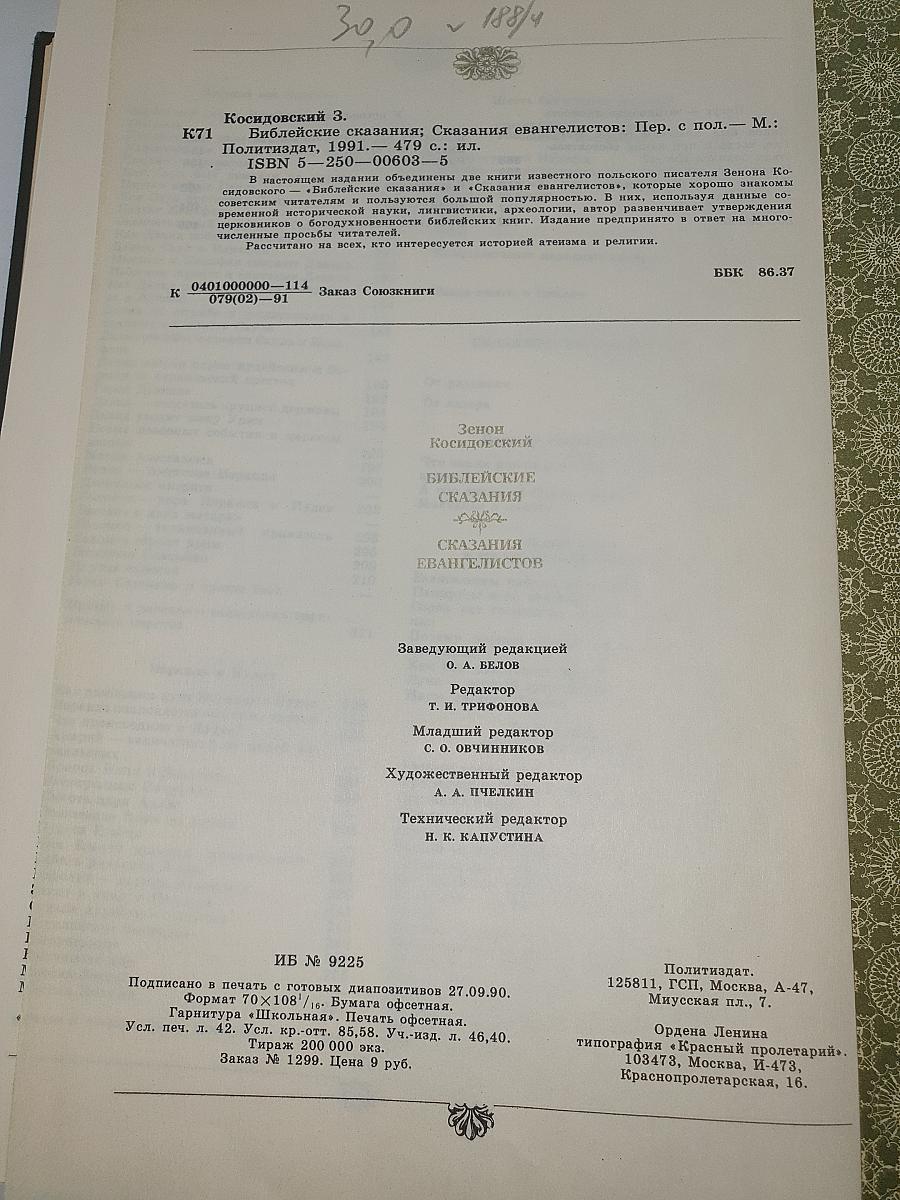 30,0 188/4
Косидовский З.
К71 Библейские сказания; Сказания евангелистов: Пер. с пол.— М.:
Политиздат, 1991.— 479 с.: ил.
ISBN 5—250—00603—5
В настоящем издании объединены две книги известного польского писателя Зенона Ко-
сидовского — «Библейские сказания» и «Сказания евангелистов», которые хорошо знакомы
советским читателям и пользуются большой популярностью. В них, используя данные со-
временной исторической науки, лингвистики, археологии, автор развенчивает утверждения
церковников о богодухновенности библейских книг. Издание предпринято в ответ на много-
численные просьбы читателей.
Рассчитано на всех, кто интересуется историей атеизма и религии.
ББК 86.37
К 0401000000—114 Заказ Союзкниги
079(02)—91
Зенон
Косидовский
БИБЛЕЙСКИЕ
СКАЗАНИЯ
СКАЗАНИЯ
ЕВАНГЕЛИСТОВ
Заведующий редакцией
О. А. БЕЛОВ
Редактор
Т. И. ТРИФОНОВА
Младший редактор
С. О. ОВЧИННИКОВ
Художественный редактор
А. А. ПЧЕЛКИН
Технический редактор
Н. К. КАПУСТИНА
ИБ № 9225
Подписано в печать с готовых диапозитивов 27.09.90.
Формат 70×108¹/₁₆. Бумага офсетная.
Гарнитура «Школьная». Печать офсетная.
Усл. печ. л. 42. Усл. кр.-отт. 85,58. Уч.-изд. л. 46,40.
Тираж 200 000 экз.
Заказ № 1299. Цена 9 руб.
Политиздат.
125811, ГСП, Москва, А-47,
Миусская пл., 7.
Ордена Ленина
типография «Красный пролетарий».
103473, Москва, И-473,
Краснопролетарская, 16.